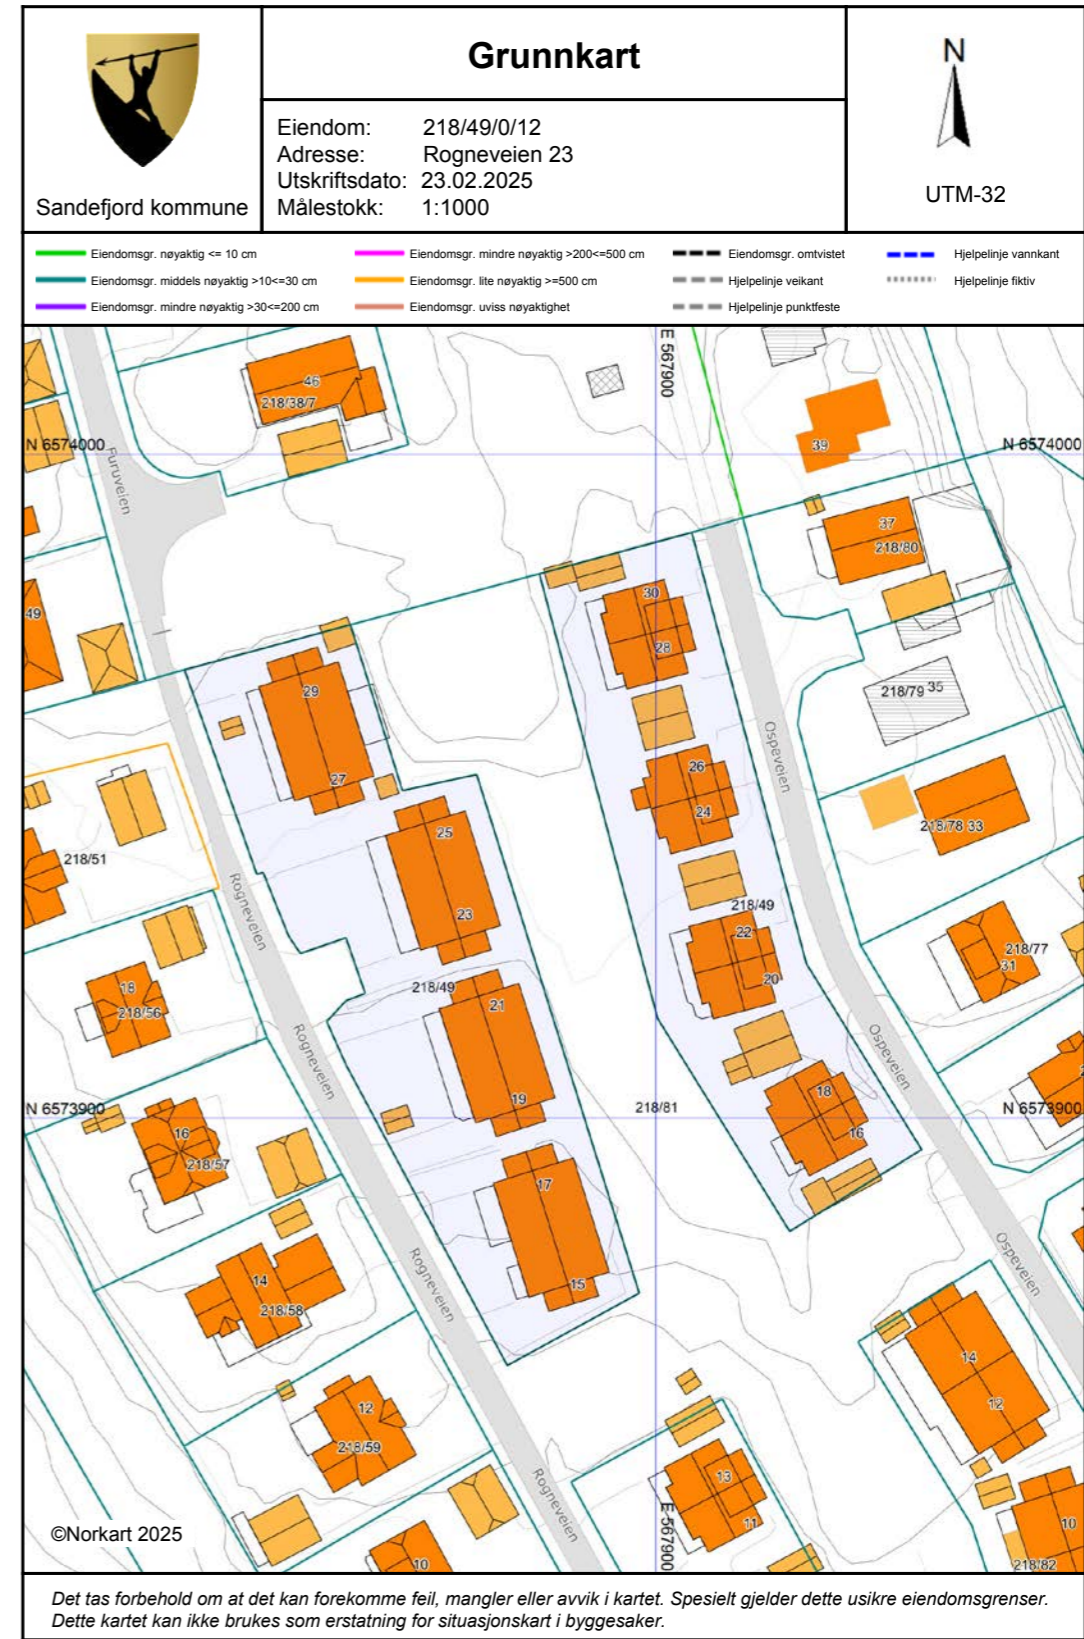 Grunnkart
Eiendom: 218/49/0/12
Adresse: Rogneveien 23
Utskriftsdato: 23.02.2025
Målestokk: 1:1000
Sandefjord kommune
N
UTM-32
Eiendomsgr. nøyaktig <= 10 cm
Eiendomsgr. middels nøyaktig >10<=30 cm
Eiendomsgr. mindre nøyaktig >30<=200 cm
Eiendomsgr. mindre nøyaktig >200<=500 cm
Eiendomsgr. lite nøyaktig >=500 cm
Eiendomsgr. uviss nøyaktighet
Eiendomsgr. omtvistet
Hjelpelinje veikant
Hjelpelinje punktfeste
Hjelpelinje vannkant
Hjelpelinje fiktiv
E 567900
46
218/38/7
39
N 6574000
N 6574000
Furuveien
37
218/80
30
28
49
218/79 35
29
27
Ospeveien
26
24
25
23
218/78 33
218/51
Rogneveien
218/49
22
20
218/77
31
218/49
21
19
18
218/56
Rogneveien
Ospeveien
18
16
N 6573900
218/81
N 6573900
16
218/57
17
15
14
218/58
Rogneveien
Ospeveien
14
12
12
218/59
13
11
Rogneveien
E 567900
10
10
218/82
©Norkart 2025
Det tas forbehold om at det kan forekomme feil, mangler eller avvik i kartet. Spesielt gjelder dette usikre eiendomsgrenser.
Dette kartet kan ikke brukes som erstatning for situasjonskart i byggesaker.